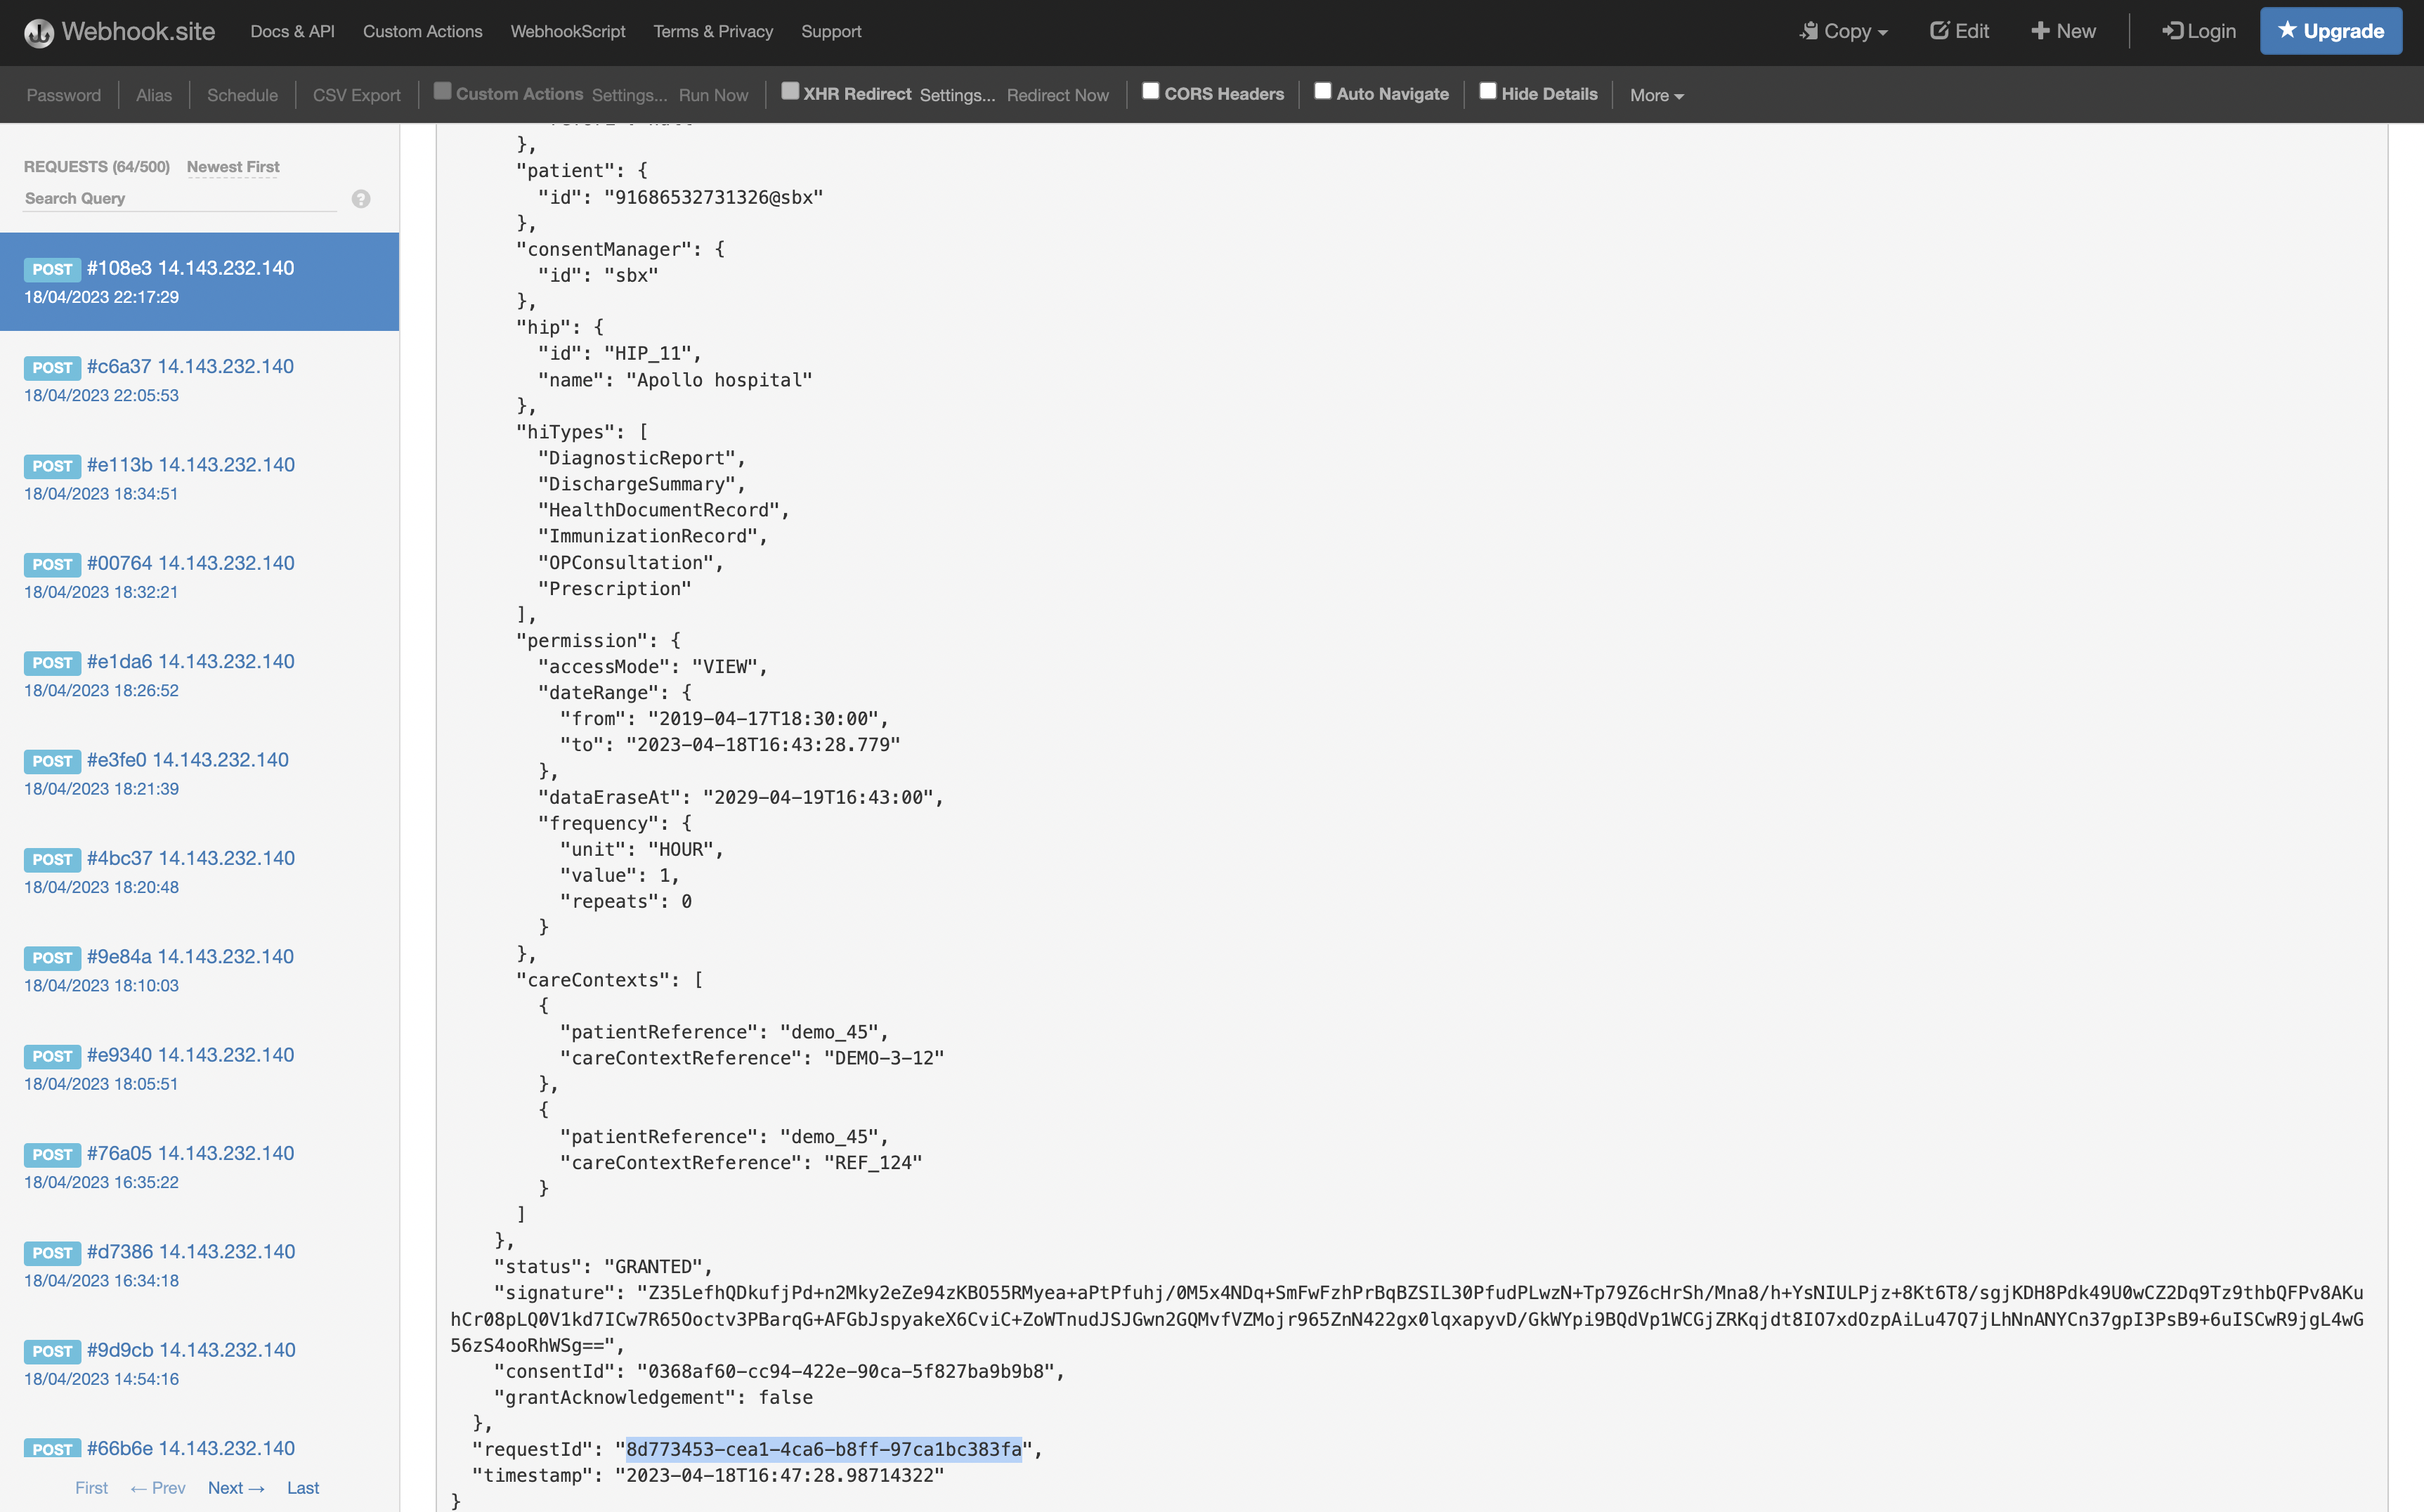 Webhook.site Docs & API Custom Actions WebhookScript Terms & Privacy Support Copy Edit New Login Upgrade
Password Alias Schedule CSV Export Custom Actions Settings... Run Now XHR Redirect Settings... Redirect Now CORS Headers Auto Navigate Hide Details More
REQUESTS (64/500) Newest First
Search Query ?
POST #108e3 14.143.232.140
18/04/2023 22:17:29
POST #c6a37 14.143.232.140
18/04/2023 22:05:53
POST #e113b 14.143.232.140
18/04/2023 18:34:51
POST #00764 14.143.232.140
18/04/2023 18:32:21
POST #e1da6 14.143.232.140
18/04/2023 18:26:52
POST #e3fe0 14.143.232.140
18/04/2023 18:21:39
POST #4bc37 14.143.232.140
18/04/2023 18:20:48
POST #9e84a 14.143.232.140
18/04/2023 18:10:03
POST #e9340 14.143.232.140
18/04/2023 18:05:51
POST #76a05 14.143.232.140
18/04/2023 16:35:22
POST #d7386 14.143.232.140
18/04/2023 16:34:18
POST #9d9cb 14.143.232.140
18/04/2023 14:54:16
POST #66b6e 14.143.232.140
First ← Prev Next → Last
},
"patient": {
"id": "91686532731326@sbx"
},
"consentManager": {
"id": "sbx"
},
"hip": {
"id": "HIP_11",
"name": "Apollo hospital"
},
"hiTypes": [
"DiagnosticReport",
"DischargeSummary",
"HealthDocumentRecord",
"ImmunizationRecord",
"OPConsultation",
"Prescription"
],
"permission": {
"accessMode": "VIEW",
"dateRange": {
"from": "2019-04-17T18:30:00",
"to": "2023-04-18T16:43:28.779"
},
"dataEraseAt": "2029-04-19T16:43:00",
"frequency": {
"unit": "HOUR",
"value": 1,
"repeats": 0
}
},
"careContexts": [
{
"patientReference": "demo_45",
"careContextReference": "DEMO-3-12"
},
{
"patientReference": "demo_45",
"careContextReference": "REF_124"
}
]
},
"status": "GRANTED",
"signature": "Z35LefhQDkufjPd+n2Mky2eZe94zKBO55RMyea+aPtPfuhj/0M5x4NDq+SmFwFzhPrBqBZSIL30PfudPLwzN+Tp79Z6cHrSh/Mna8/h+YsNIULPjz+8Kt6T8/sgjKDH8Pdk49U0wCZ2Dq9Tz9thbQFPv8AKu
hCr08pLQ0V1kd7ICw7R65Ooctv3PBarqG+AFGbJspyakeX6CviC+ZoWTnudJSJGwn2GQMvfVZMojr965ZnN422gx0lqxapyvD/GkWYpi9BQdVp1WCGjZRKqjdt8IO7xdOzpAiLu47Q7jLhNnANYCn37gpI3PsB9+6uISCwR9jgL4wG
56zS4ooRhWSg==",
"consentId": "0368af60-cc94-422e-90ca-5f827ba9b9b8",
"grantAcknowledgement": false
},
"requestId": "8d773453-cea1-4ca6-b8ff-97ca1bc383fa",
"timestamp": "2023-04-18T16:47:28.98714322"
}